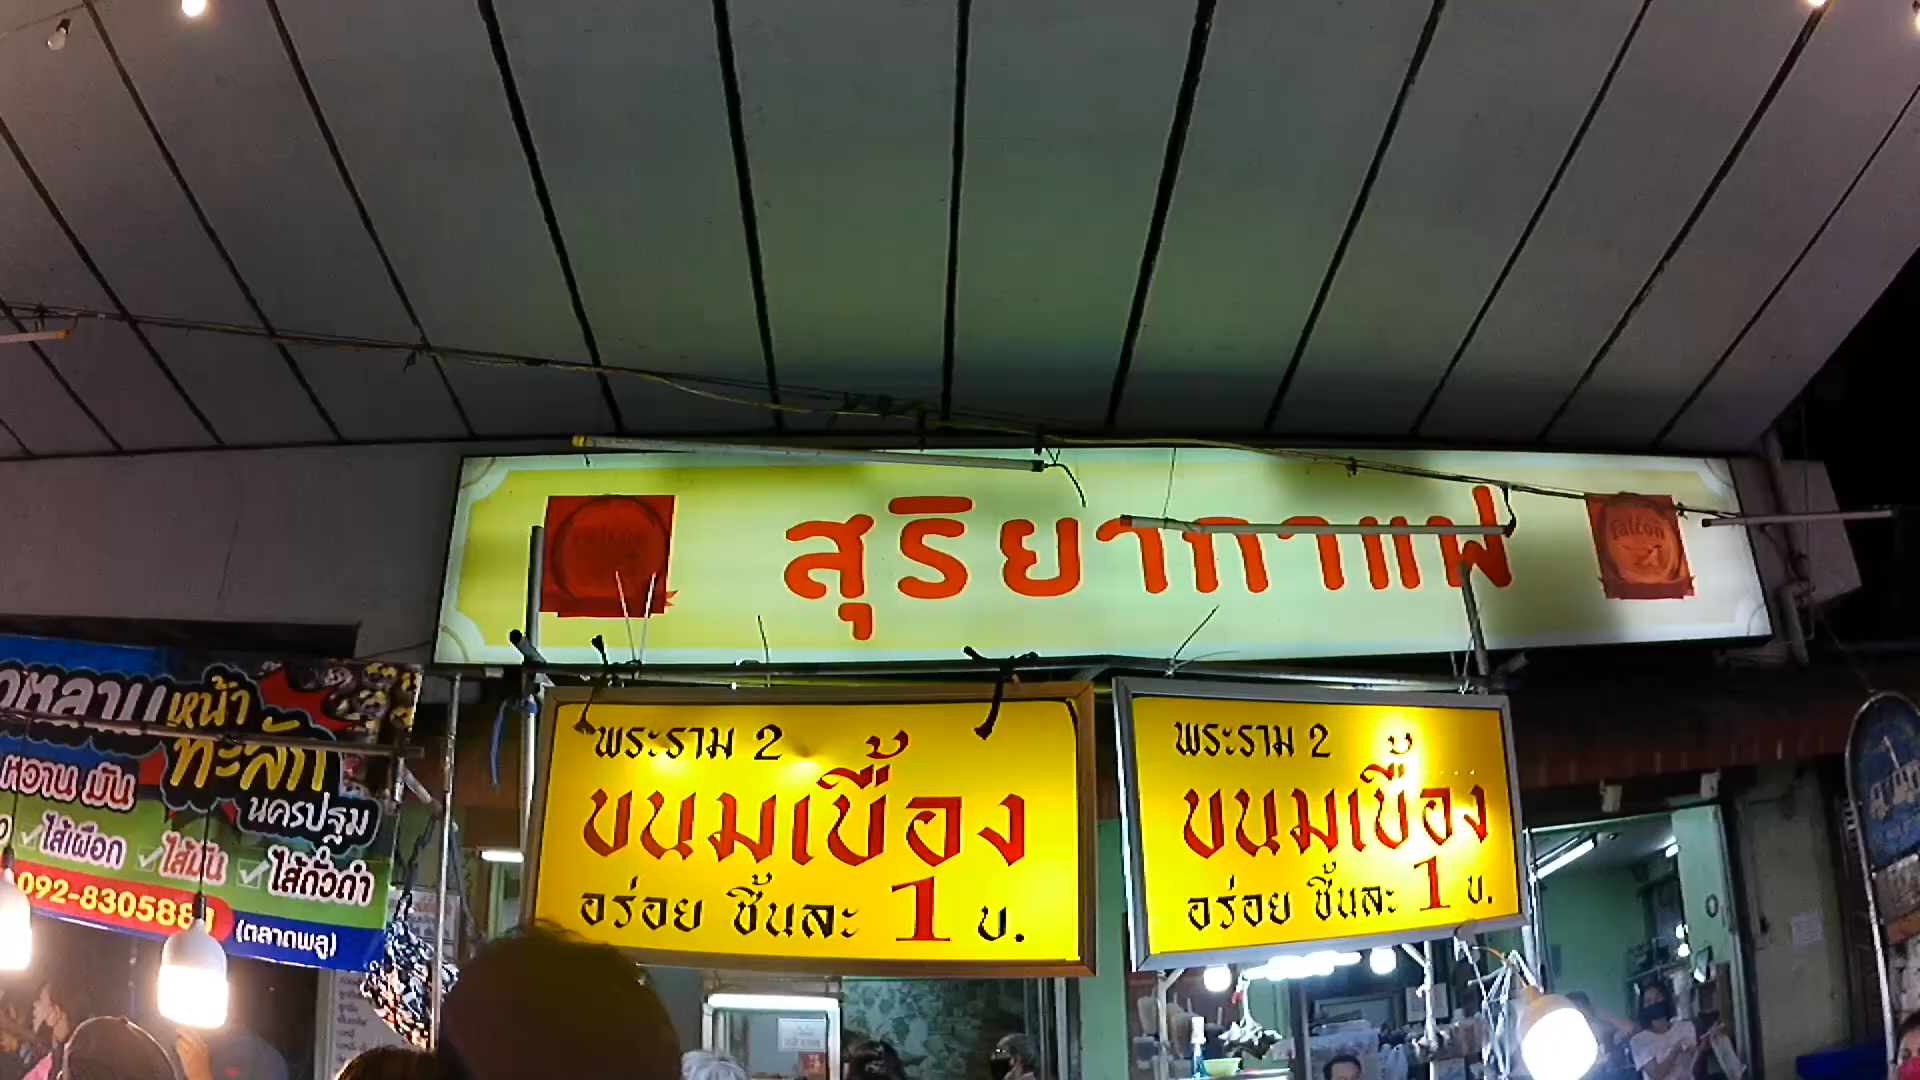 สุริยากาแฟ
Falcon
พระราม 2
ขนมเบื้อง
อร่อย ชิ้นละ 1 บ.
พระราม 2
ขนมเบื้อง
อร่อย ชิ้นละ 1 บ.
หน้า
ทะลัก
นครปฐม
หวาน มัน
ไส้เผือก ไส้มัน ไส้ถั่วดำ
(ตลาดพลู)